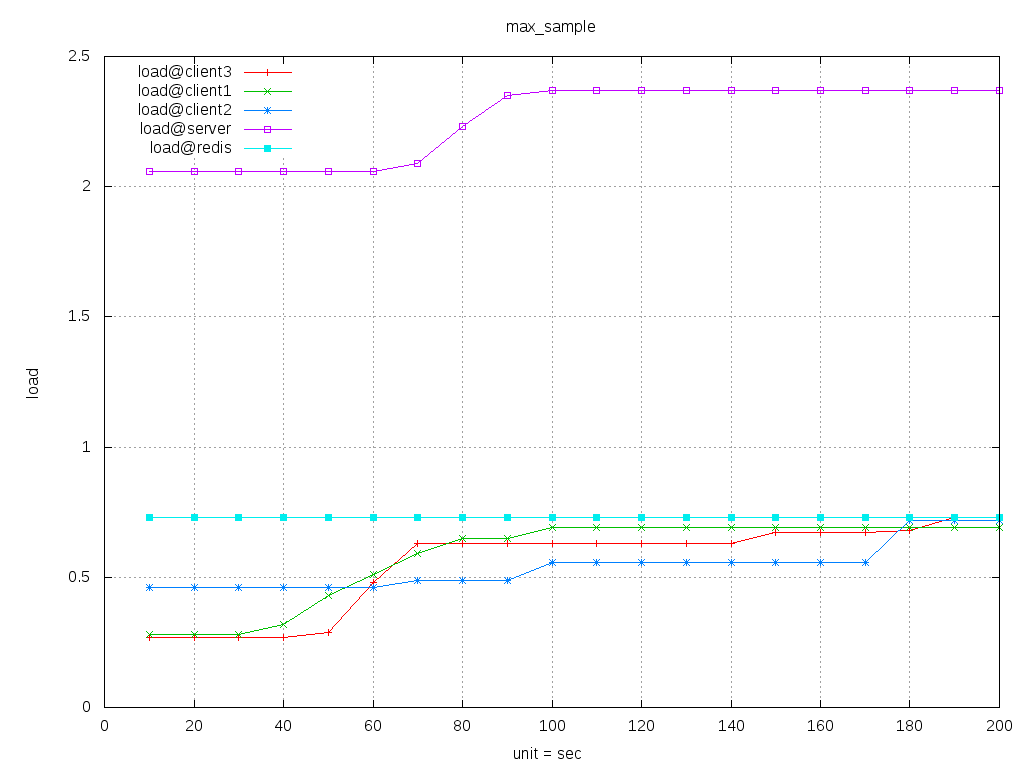 max_sample
2.5
2
1.5
1
0.5
0
load
load@client3
load@client1
load@client2
load@server
load@redis
0 20 40 60 80 100 120 140 160 180 200
unit = sec